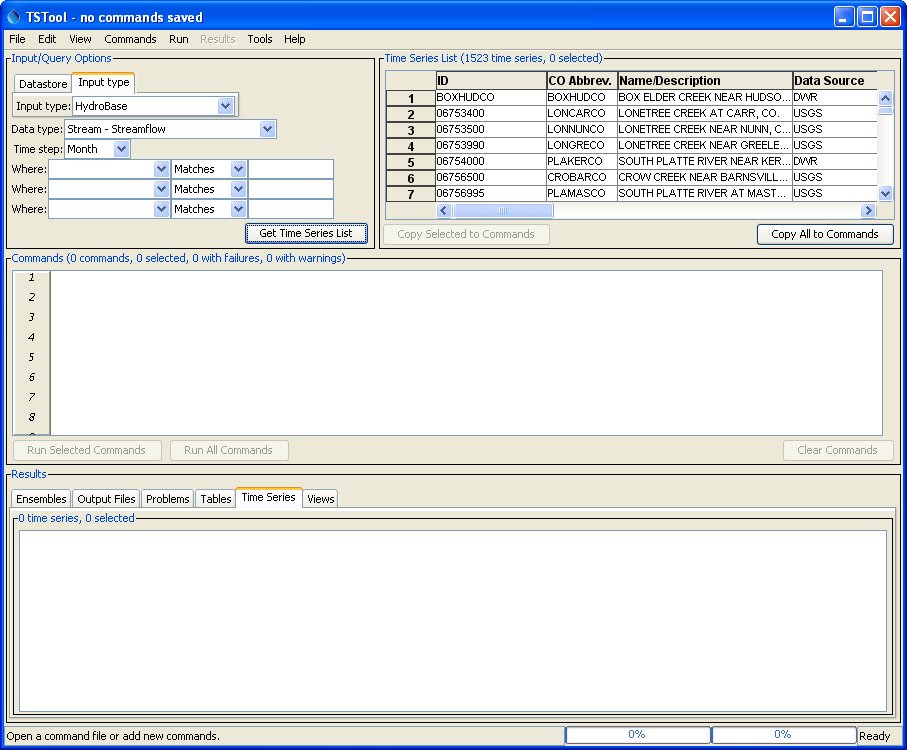 TSTool - no commands saved
File Edit View Commands Run Results Tools Help
Input/Query Options
Datastore Input type
Input type: HydroBase
Data type: Stream - Streamflow
Time step: Month
Where: Matches
Where: Matches
Where: Matches
Get Time Series List
Time Series List (1523 time series, 0 selected)
ID CO Abbrev. Name/Description Data Source
1 BOXHUDCO BOXHUDCO BOX ELDER CREEK NEAR HUDSO... DWR
2 06753400 LONCARCO LONETREE CREEK AT CARR, CO. USGS
3 06753500 LONNUNCO LONETREE CREEK NEAR NUNN, C... USGS
4 06753990 LONGRECO LONETREE CREEK NEAR GREELE... USGS
5 06754000 PLAKERCO SOUTH PLATTE RIVER NEAR KER... DWR
6 06756500 CROBARCO CROW CREEK NEAR BARNSVILL... USGS
7 06756995 PLAMASCO SOUTH PLATTE RIVER AT MAST... USGS
Copy Selected to Commands Copy All to Commands
Commands (0 commands, 0 selected, 0 with failures, 0 with warnings)
1
2
3
4
5
6
7
8
Run Selected Commands Run All Commands Clear Commands
Results
Ensembles Output Files Problems Tables Time Series Views
0 time series, 0 selected
Open a command file or add new commands. 0% 0% Ready